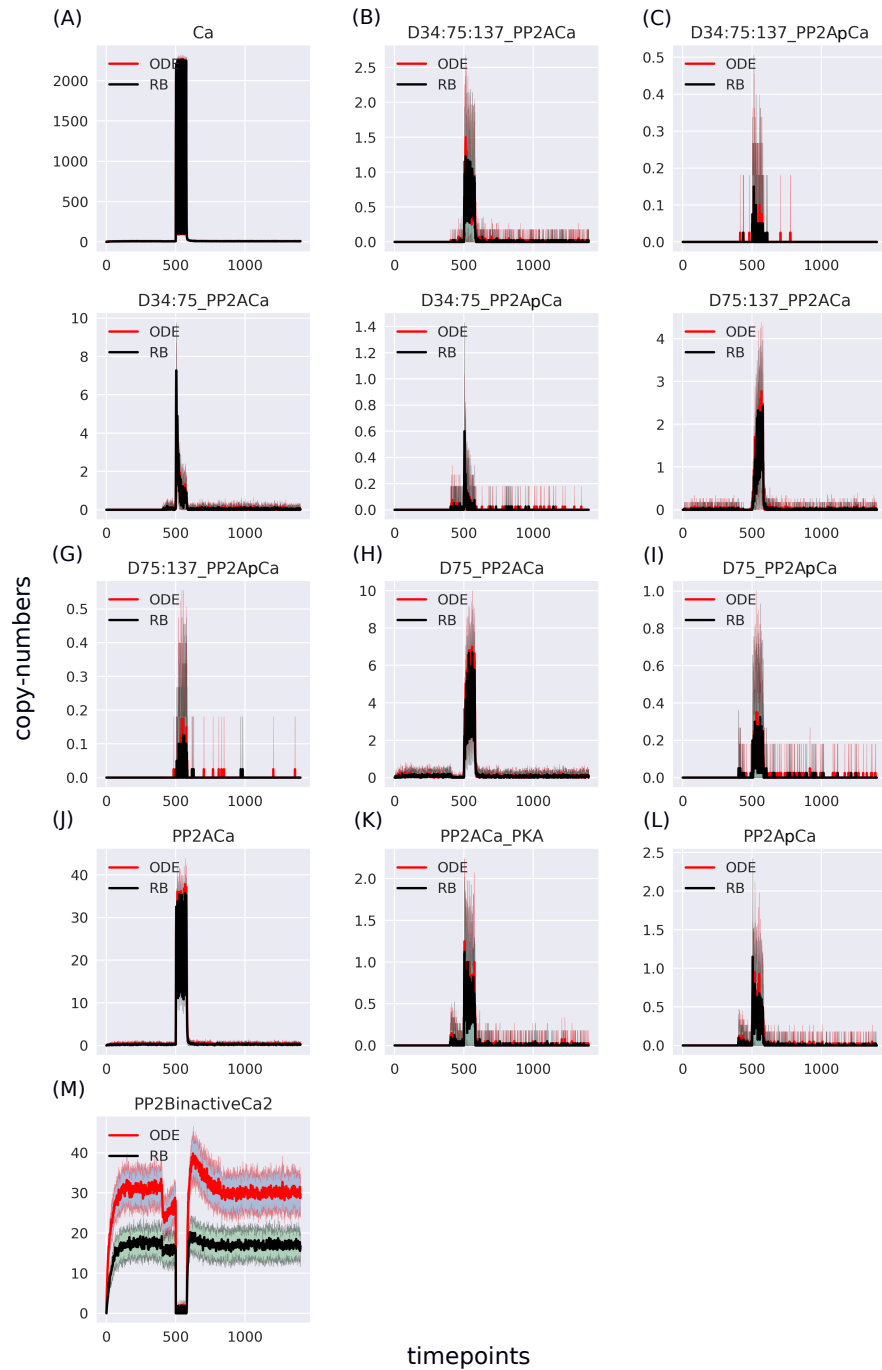 (A)
Ca
ODE
RB
2000
1500
1000
500
0
0 500 1000
(B)
D34:75:137_PP2ACa
ODE
RB
2.5
2.0
1.5
1.0
0.5
0.0
0 500 1000
(C)
D34:75:137_PP2ApCa
ODE
RB
0.5
0.4
0.3
0.2
0.1
0.0
0 500 1000
D34:75_PP2ACa
ODE
RB
10
8
6
4
2
0
0 500 1000
D34:75_PP2ApCa
ODE
RB
1.4
1.2
1.0
0.8
0.6
0.4
0.2
0.0
0 500 1000
D75:137_PP2ACa
ODE
RB
4
3
2
1
0
0 500 1000
(G)
D75:137_PP2ApCa
ODE
RB
0.5
0.4
0.3
0.2
0.1
0.0
0 500 1000
(H)
D75_PP2ACa
ODE
RB
10
8
6
4
2
0
0 500 1000
(I)
D75_PP2ApCa
ODE
RB
1.0
0.8
0.6
0.4
0.2
0.0
0 500 1000
(J)
PP2ACa
ODE
RB
40
30
20
10
0
0 500 1000
(K)
PP2ACa_PKA
ODE
RB
2.0
1.5
1.0
0.5
0.0
0 500 1000
(L)
PP2ApCa
ODE
RB
2.5
2.0
1.5
1.0
0.5
0.0
0 500 1000
(M)
PP2BinactiveCa2
ODE
RB
40
30
20
10
0
0 500 1000
copy-numbers
timepoints